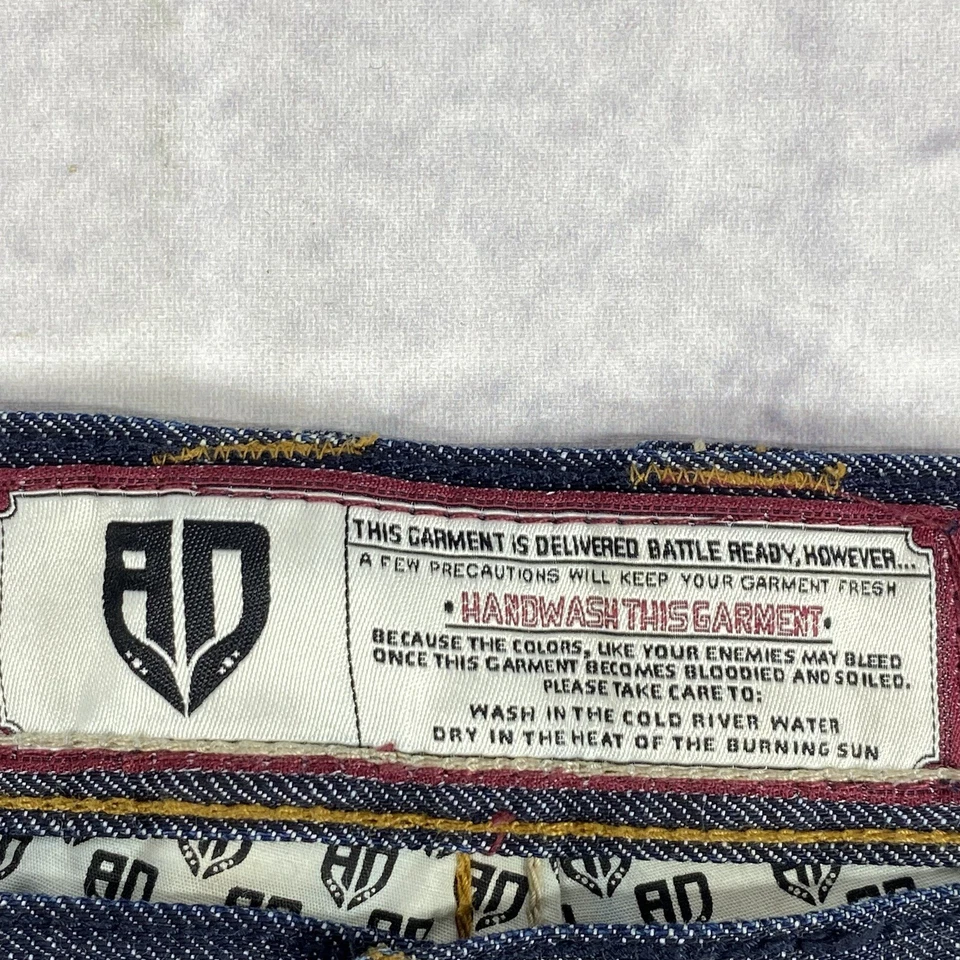 AD
THIS GARMENT IS DELIVERED BATTLE READY, HOWEVER...
A FEW PRECAUTIONS WILL KEEP YOUR GARMENT FRESH
• HANDWASH THIS GARMENT •
BECAUSE THE COLORS, LIKE YOUR ENEMIES MAY BLEED
ONCE THIS GARMENT BECOMES BLOODIED AND SOILED.
PLEASE TAKE CARE TO:
WASH IN THE COLD RIVER WATER
DRY IN THE HEAT OF THE BURNING SUN
AD
AD
AD
AD